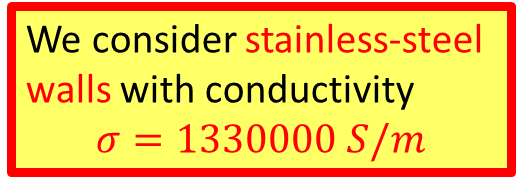 We consider stainless-steel
walls with conductivity
σ = 1330000 S/m